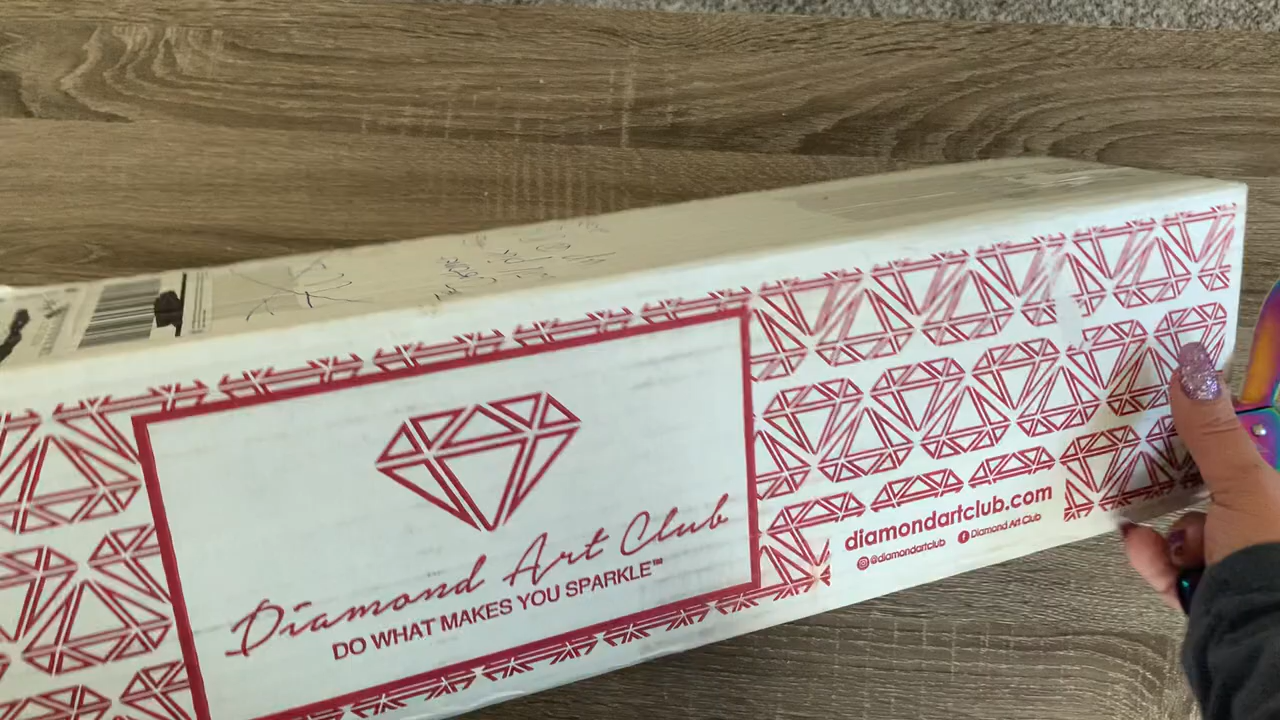 Diamond Art Club
DO WHAT MAKES YOU SPARKLE™
diamondartclub.com
@diamondartclub
Diamond Art Club